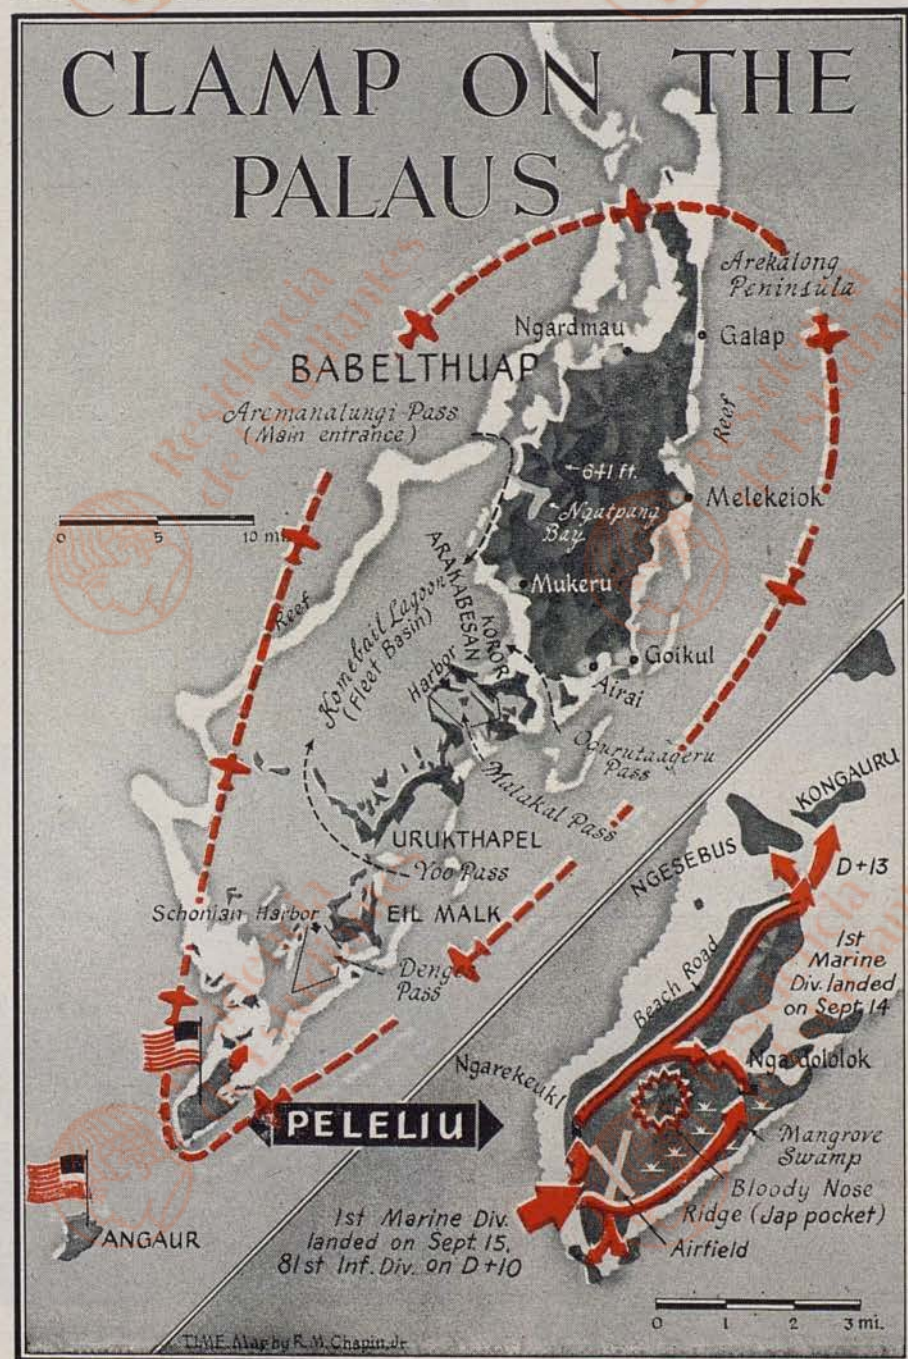 CLAMP ON THE
PALAUS
Arekalong
Peninsula
Ngardmau
Galap
BABELTHUAP
Aremanalungi Pass
(Main entrance)
Reef
641 ft.
Melekeiok
Ngatpang
Bay
0 5 10 mi.
ARAKABESAN
Mukeru
Reef
Komebail Lagoon
(Fleet Basin)
KOROR
Harbor
Goikul
Airai
Ogurutaageru
Pass
Malakal Pass
KONGAURU
URUKTHAPEL
NGESEBUS
Yoo Pass
D+13
Schonian Harbor
EIL MALK
Denges
Pass
Beach Road
1st
Marine
Div. landed
on Sept. 14
Ngarekeukl
Ngardololok
PELELIU
Mangrove
Swamp
Bloody Nose
Ridge (Jap pocket)
Airfield
ANGAUR
1st Marine Div.
landed on Sept. 15,
81st Inf. Div. on D+10
0 1 2 3 mi.
TIME Map by R. M. Chapin, Jr.
Residencia
de Estudiantes